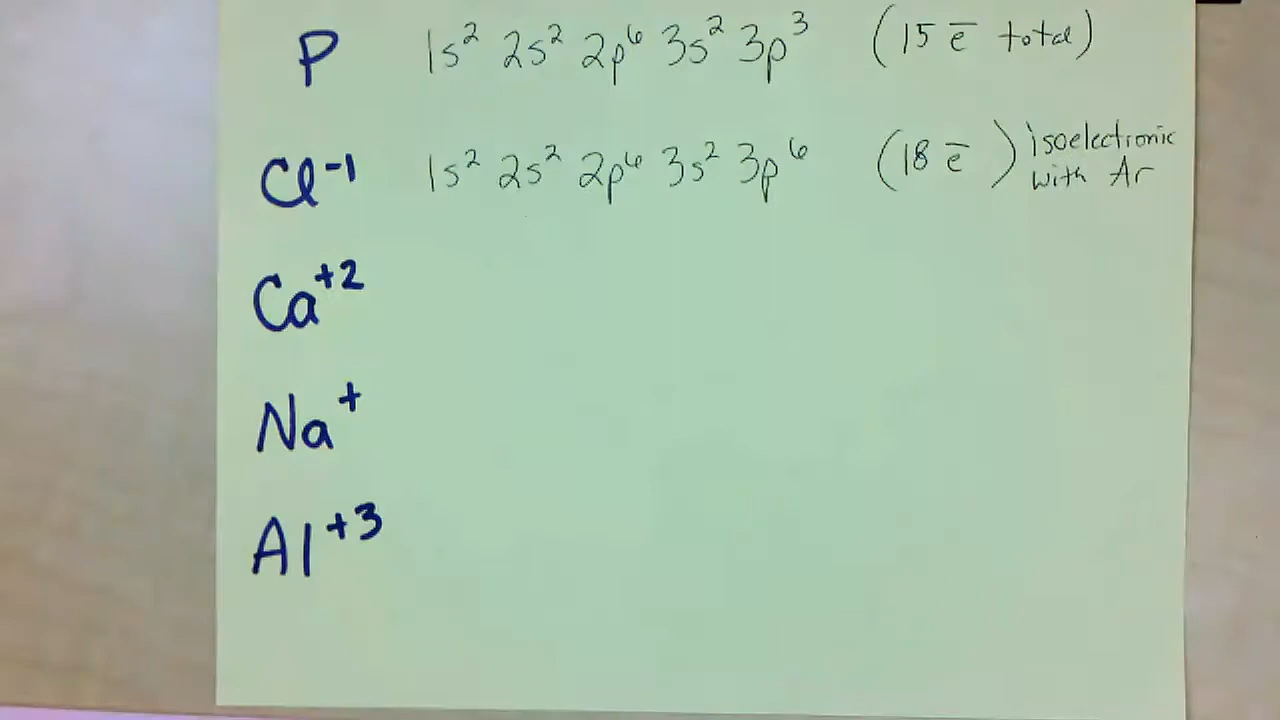 P 1s² 2s² 2p⁶ 3s² 3p³ (15 e̅ total)
Cl⁻¹ 1s² 2s² 2p⁶ 3s² 3p⁶ (18 e̅ ) isoelectronic
with Ar
Ca⁺²
Na⁺
Al⁺³